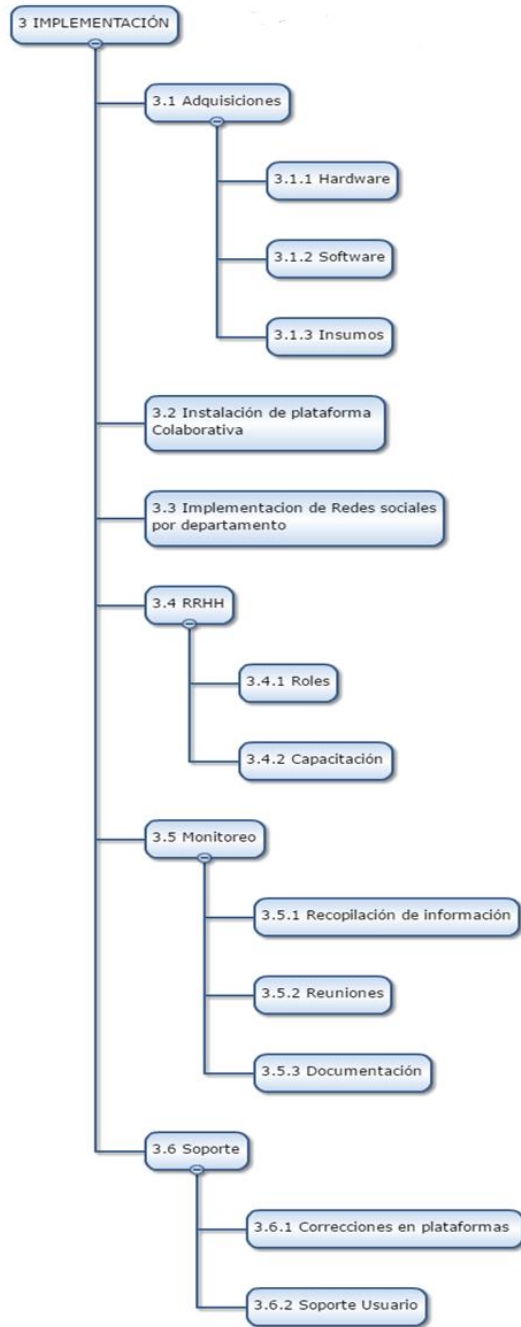 3 IMPLEMENTACIÓN
3.1 Adquisiciones
3.1.1 Hardware
3.1.2 Software
3.1.3 Insumos
3.2 Instalación de plataforma
Colaborativa
3.3 Implementacion de Redes sociales
por departamento
3.4 RRHH
3.4.1 Roles
3.4.2 Capacitación
3.5 Monitoreo
3.5.1 Recopilación de información
3.5.2 Reuniones
3.5.3 Documentación
3.6 Soporte
3.6.1 Correcciones en plataformas
3.6.2 Soporte Usuario